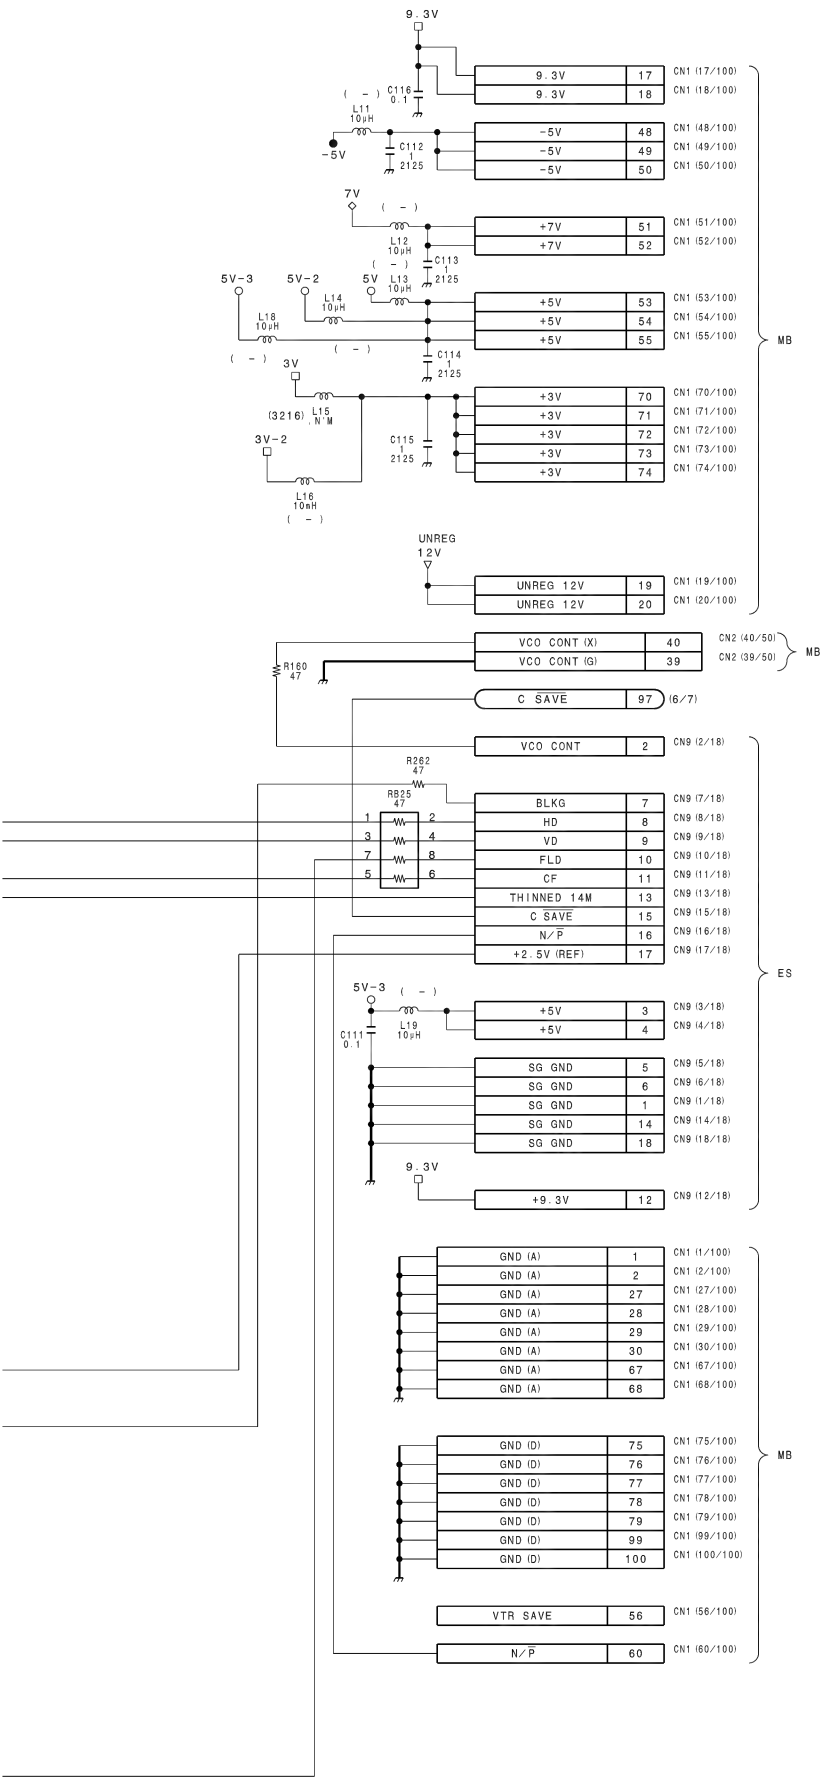 9.3V
C116
0.1
9.3V 17 CN1 (17/100)
9.3V 18 CN1 (18/100)
( - )
L11
10μH
-5V
C112
1
2125
-5V 48 CN1 (48/100)
-5V 49 CN1 (49/100)
-5V 50 CN1 (50/100)
7V
( - )
L12
10μH
C113
1
2125
+7V 51 CN1 (51/100)
+7V 52 CN1 (52/100)
5V-3
5V-2
5V
( - )
L13
10μH
L14
10μH
L18
10μH
( - )
( - )
C114
1
2125
+5V 53 CN1 (53/100)
+5V 54 CN1 (54/100)
+5V 55 CN1 (55/100)
MB
3V
(3216)
L15
,N'M
3V-2
L16
10mH
( - )
C115
1
2125
+3V 70 CN1 (70/100)
+3V 71 CN1 (71/100)
+3V 72 CN1 (72/100)
+3V 73 CN1 (73/100)
+3V 74 CN1 (74/100)
UNREG
12V
UNREG 12V 19 CN1 (19/100)
UNREG 12V 20 CN1 (20/100)
VCO CONT (X) 40 CN2 (40/50)
VCO CONT (G) 39 CN2 (39/50)
MB
R160
47
C S̅A̅V̅E̅ 97 (6/7)
VCO CONT 2 CN9 (2/18)
R262
47
RB25
47
BLKG 7 CN9 (7/18)
1 2 HD 8 CN9 (8/18)
3 4 VD 9 CN9 (9/18)
7 8 FLD 10 CN9 (10/18)
5 6 CF 11 CN9 (11/18)
THINNED 14M 13 CN9 (13/18)
C S̅A̅V̅E̅ 15 CN9 (15/18)
N/P̅ 16 CN9 (16/18)
+2.5V (REF) 17 CN9 (17/18)
ES
5V-3
( - )
L19
10μH
C111
0.1
+5V 3 CN9 (3/18)
+5V 4 CN9 (4/18)
SG GND 5 CN9 (5/18)
SG GND 6 CN9 (6/18)
SG GND 1 CN9 (1/18)
SG GND 14 CN9 (14/18)
SG GND 18 CN9 (18/18)
9.3V
+9.3V 12 CN9 (12/18)
GND (A) 1 CN1 (1/100)
GND (A) 2 CN1 (2/100)
GND (A) 27 CN1 (27/100)
GND (A) 28 CN1 (28/100)
GND (A) 29 CN1 (29/100)
GND (A) 30 CN1 (30/100)
GND (A) 67 CN1 (67/100)
GND (A) 68 CN1 (68/100)
GND (D) 75 CN1 (75/100)
GND (D) 76 CN1 (76/100)
GND (D) 77 CN1 (77/100)
GND (D) 78 CN1 (78/100)
GND (D) 79 CN1 (79/100)
GND (D) 99 CN1 (99/100)
GND (D) 100 CN1 (100/100)
MB
VTR SAVE 56 CN1 (56/100)
N/P̅ 60 CN1 (60/100)